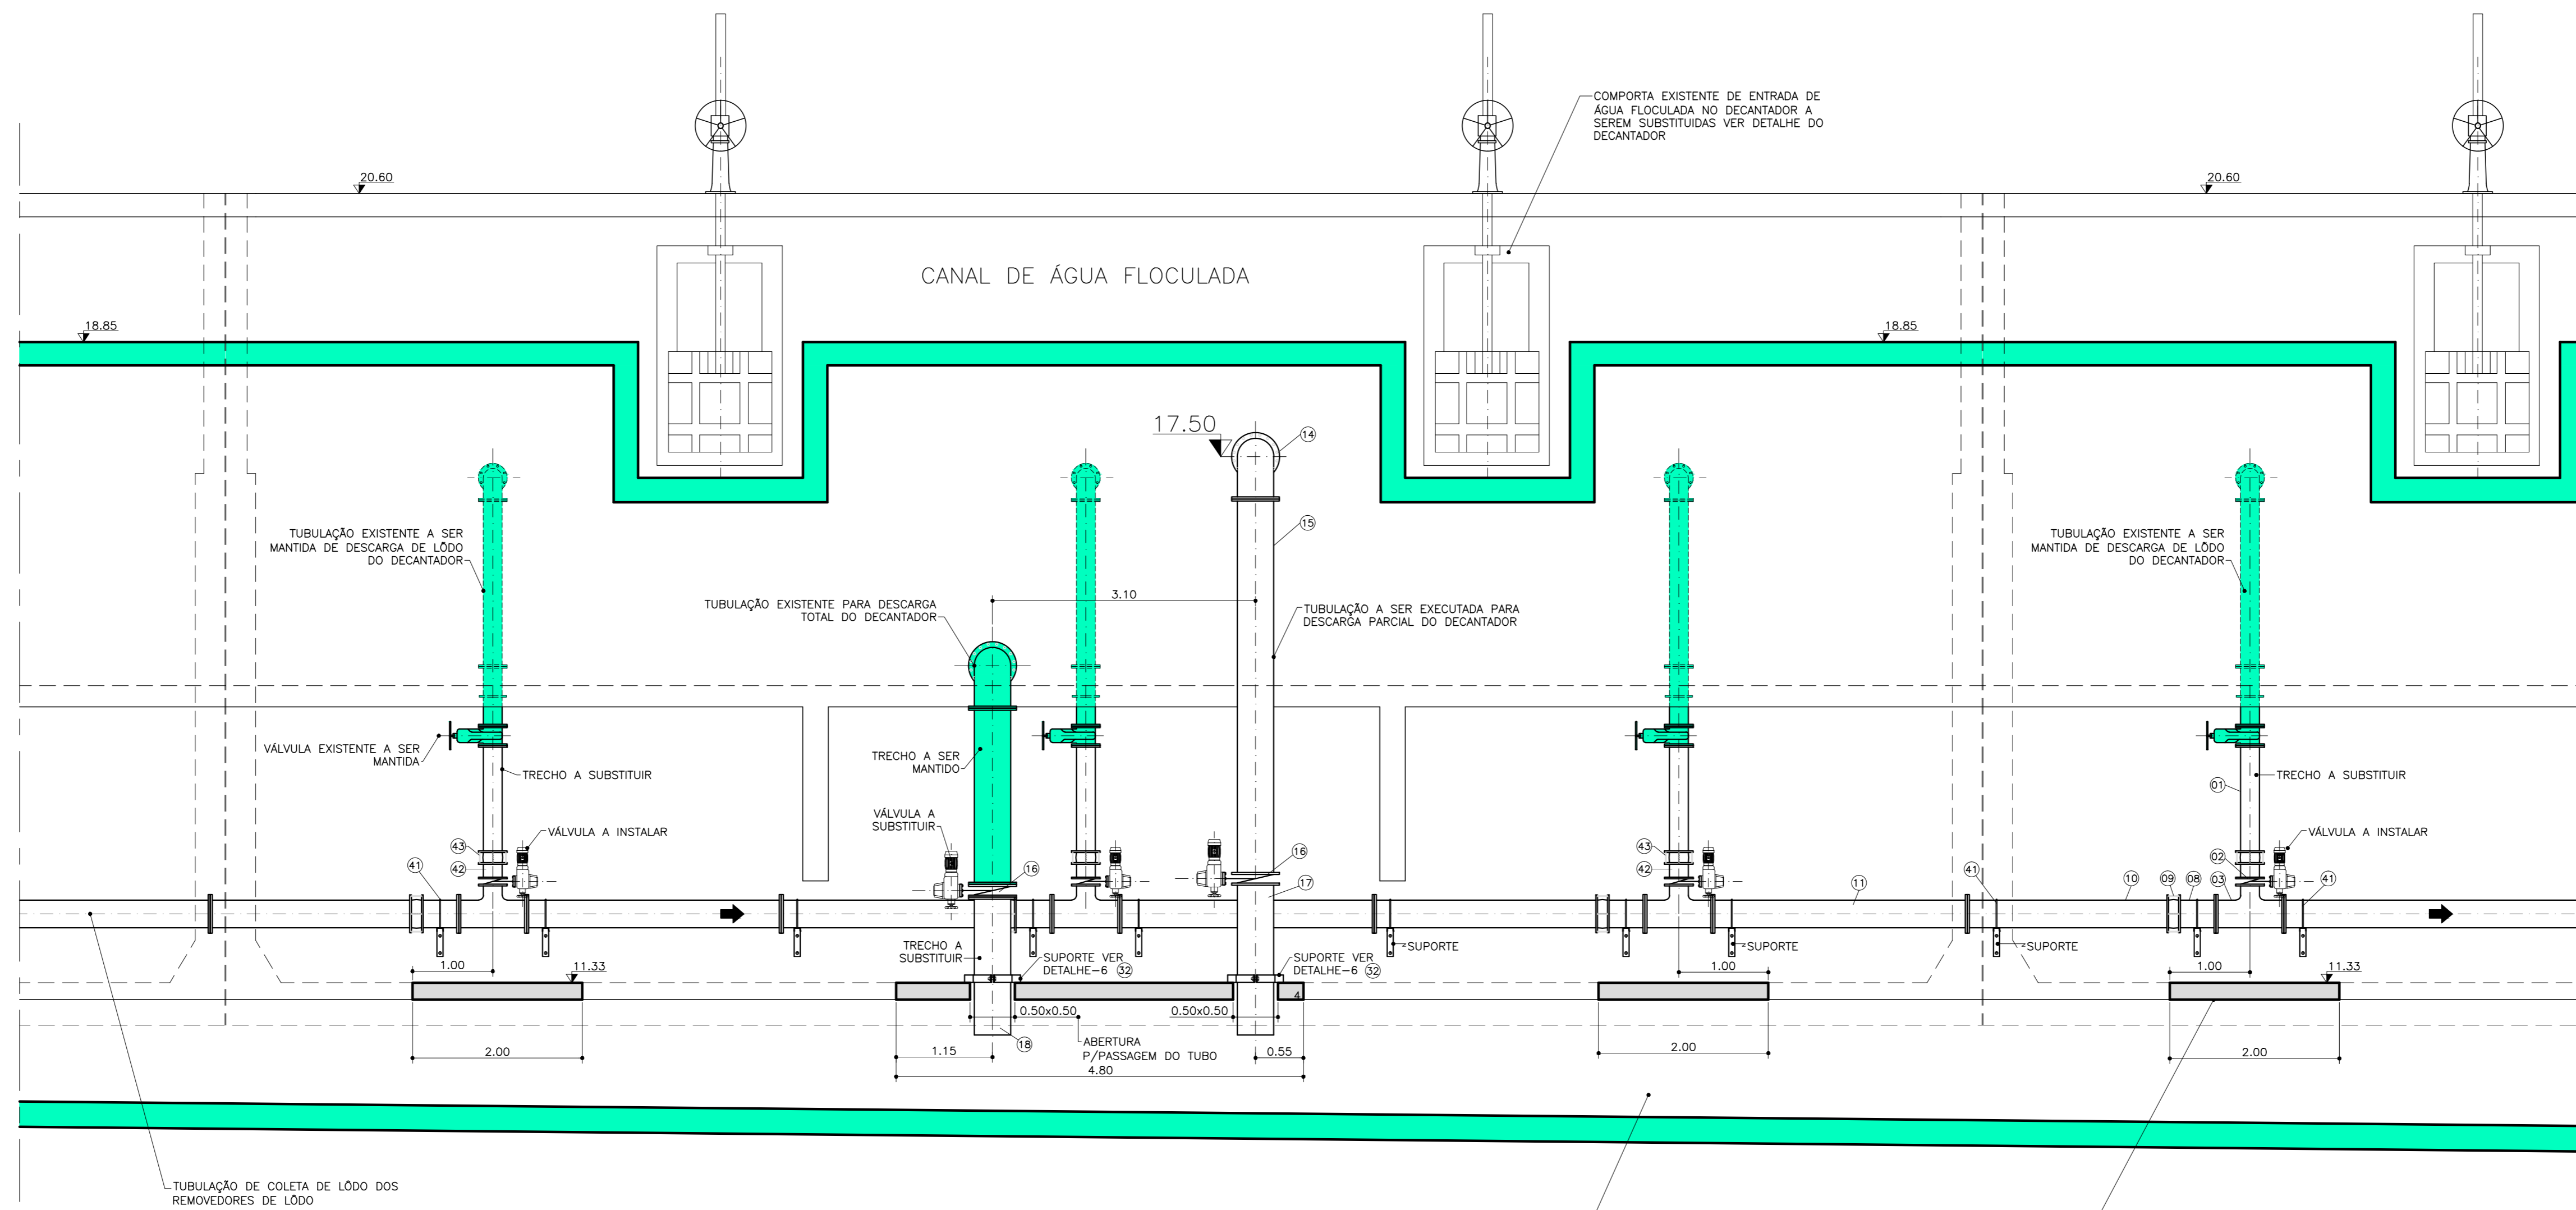 COMPORTA EXISTENTE DE ENTRADA DE
ÁGUA FLOCULADA NO DECANTADOR A
SEREM SUBSTITUIDAS VER DETALHE DO
DECANTADOR
20.60
20.60
CANAL DE ÁGUA FLOCULADA
18.85
18.85
17.50
14
15
TUBULAÇÃO EXISTENTE A SER
MANTIDA DE DESCARGA DE LÔDO
DO DECANTADOR
TUBULAÇÃO EXISTENTE A SER
MANTIDA DE DESCARGA DE LÔDO
DO DECANTADOR
3.10
TUBULAÇÃO EXISTENTE PARA DESCARGA
TOTAL DO DECANTADOR
TUBULAÇÃO A SER EXECUTADA PARA
DESCARGA PARCIAL DO DECANTADOR
VÁLVULA EXISTENTE A SER
MANTIDA
TRECHO A SUBSTITUIR
TRECHO A SER
MANTIDO
TRECHO A SUBSTITUIR
01
VÁLVULA A
SUBSTITUIR
VÁLVULA A INSTALAR
VÁLVULA A INSTALAR
43
42
41
16
16
17
43
42
11
41
10
09
08
03
02
41
TRECHO A
SUBSTITUIR
SUPORTE VER
DETALHE-6 32
SUPORTE VER
DETALHE-6 32
SUPORTE
SUPORTE
SUPORTE
1.00
11.33
1.00
1.00
11.33
4
0.50x0.50
0.50x0.50
18
ABERTURA
P/PASSAGEM DO TUBO
2.00
1.15
0.55
4.80
2.00
2.00
TUBULAÇÃO DE COLETA DE LÔDO DOS
REMOVEDORES DE LÔDO